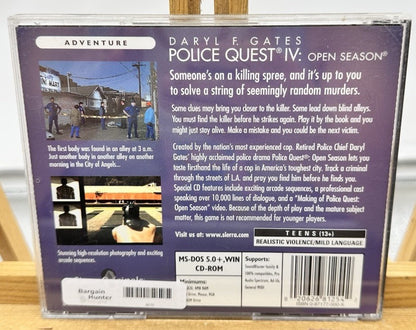 ADVENTURE
DARYL F. GATES
POLICE QUEST® IV: OPEN SEASON®
Someone's on a killing spree, and it's up to you
to solve a string of seemingly random murders.
Some clues may bring you closer to the killer. Some lead down blind alleys.
You must find the killer before he strikes again. Play it by the book and you
might just stay alive. Make a mistake and you could be the next victim.
The first body was found in an alley at 3 a.m.
Just another body in another alley on another
morning in the City of Angels...
Created by the nation's most experienced cop. Retired Police Chief Daryl
Gates' highly acclaimed police drama Police Quest: Open Season lets you
taste firsthand the life of a cop in America's toughest city. Track a criminal
through the streets of L.A. and pray you find him before he finds you.
Special CD features include exciting arcade sequences, a professional cast
speaking over 10,000 lines of dialogue, and a "Making of Police Quest:
Open Season" video. Because of the depth of play and the mature subject
matter, this game is not recommended for younger players.
Stunning high-resolution photography and exciting
arcade sequences.
Visit us at: www.sierra.com
TEENS (13+)
REALISTIC VIOLENCE/MILD LANGUAGE
MS-DOS 5.0+, WIN
CD-ROM
Minimums:
Supports:
General MIDI
Bargain
Hunter